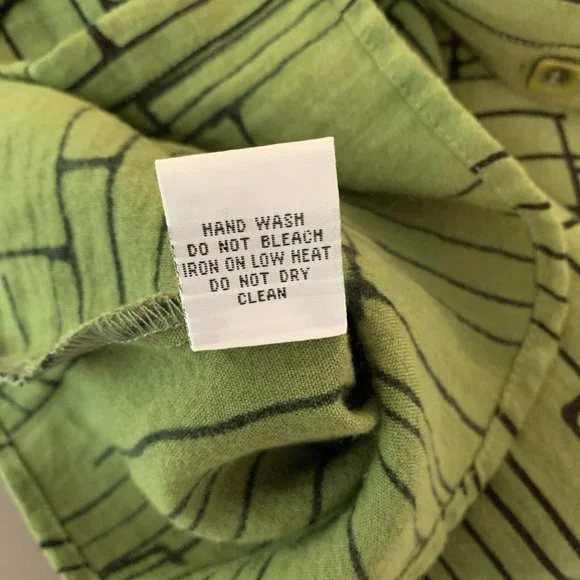 HAND WASH
DO NOT BLEACH
IRON ON LOW HEAT
DO NOT DRY
CLEAN